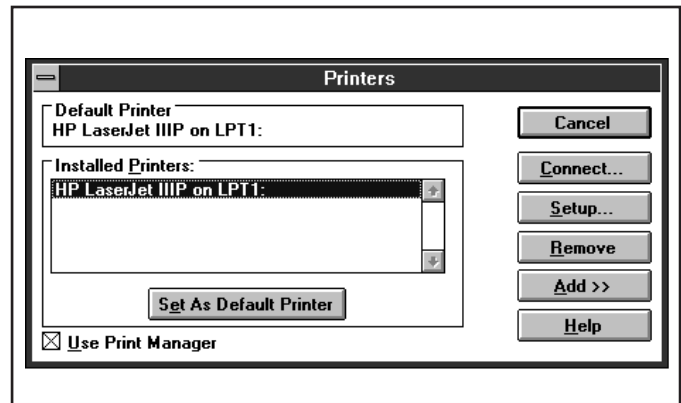 Printers
Default Printer
HP LaserJet IIIP on LPT1:
Installed Printers:
HP LaserJet IIIP on LPT1:
Set As Default Printer
Use Print Manager
Cancel
Connect...
Setup...
Remove
Add >>
Help